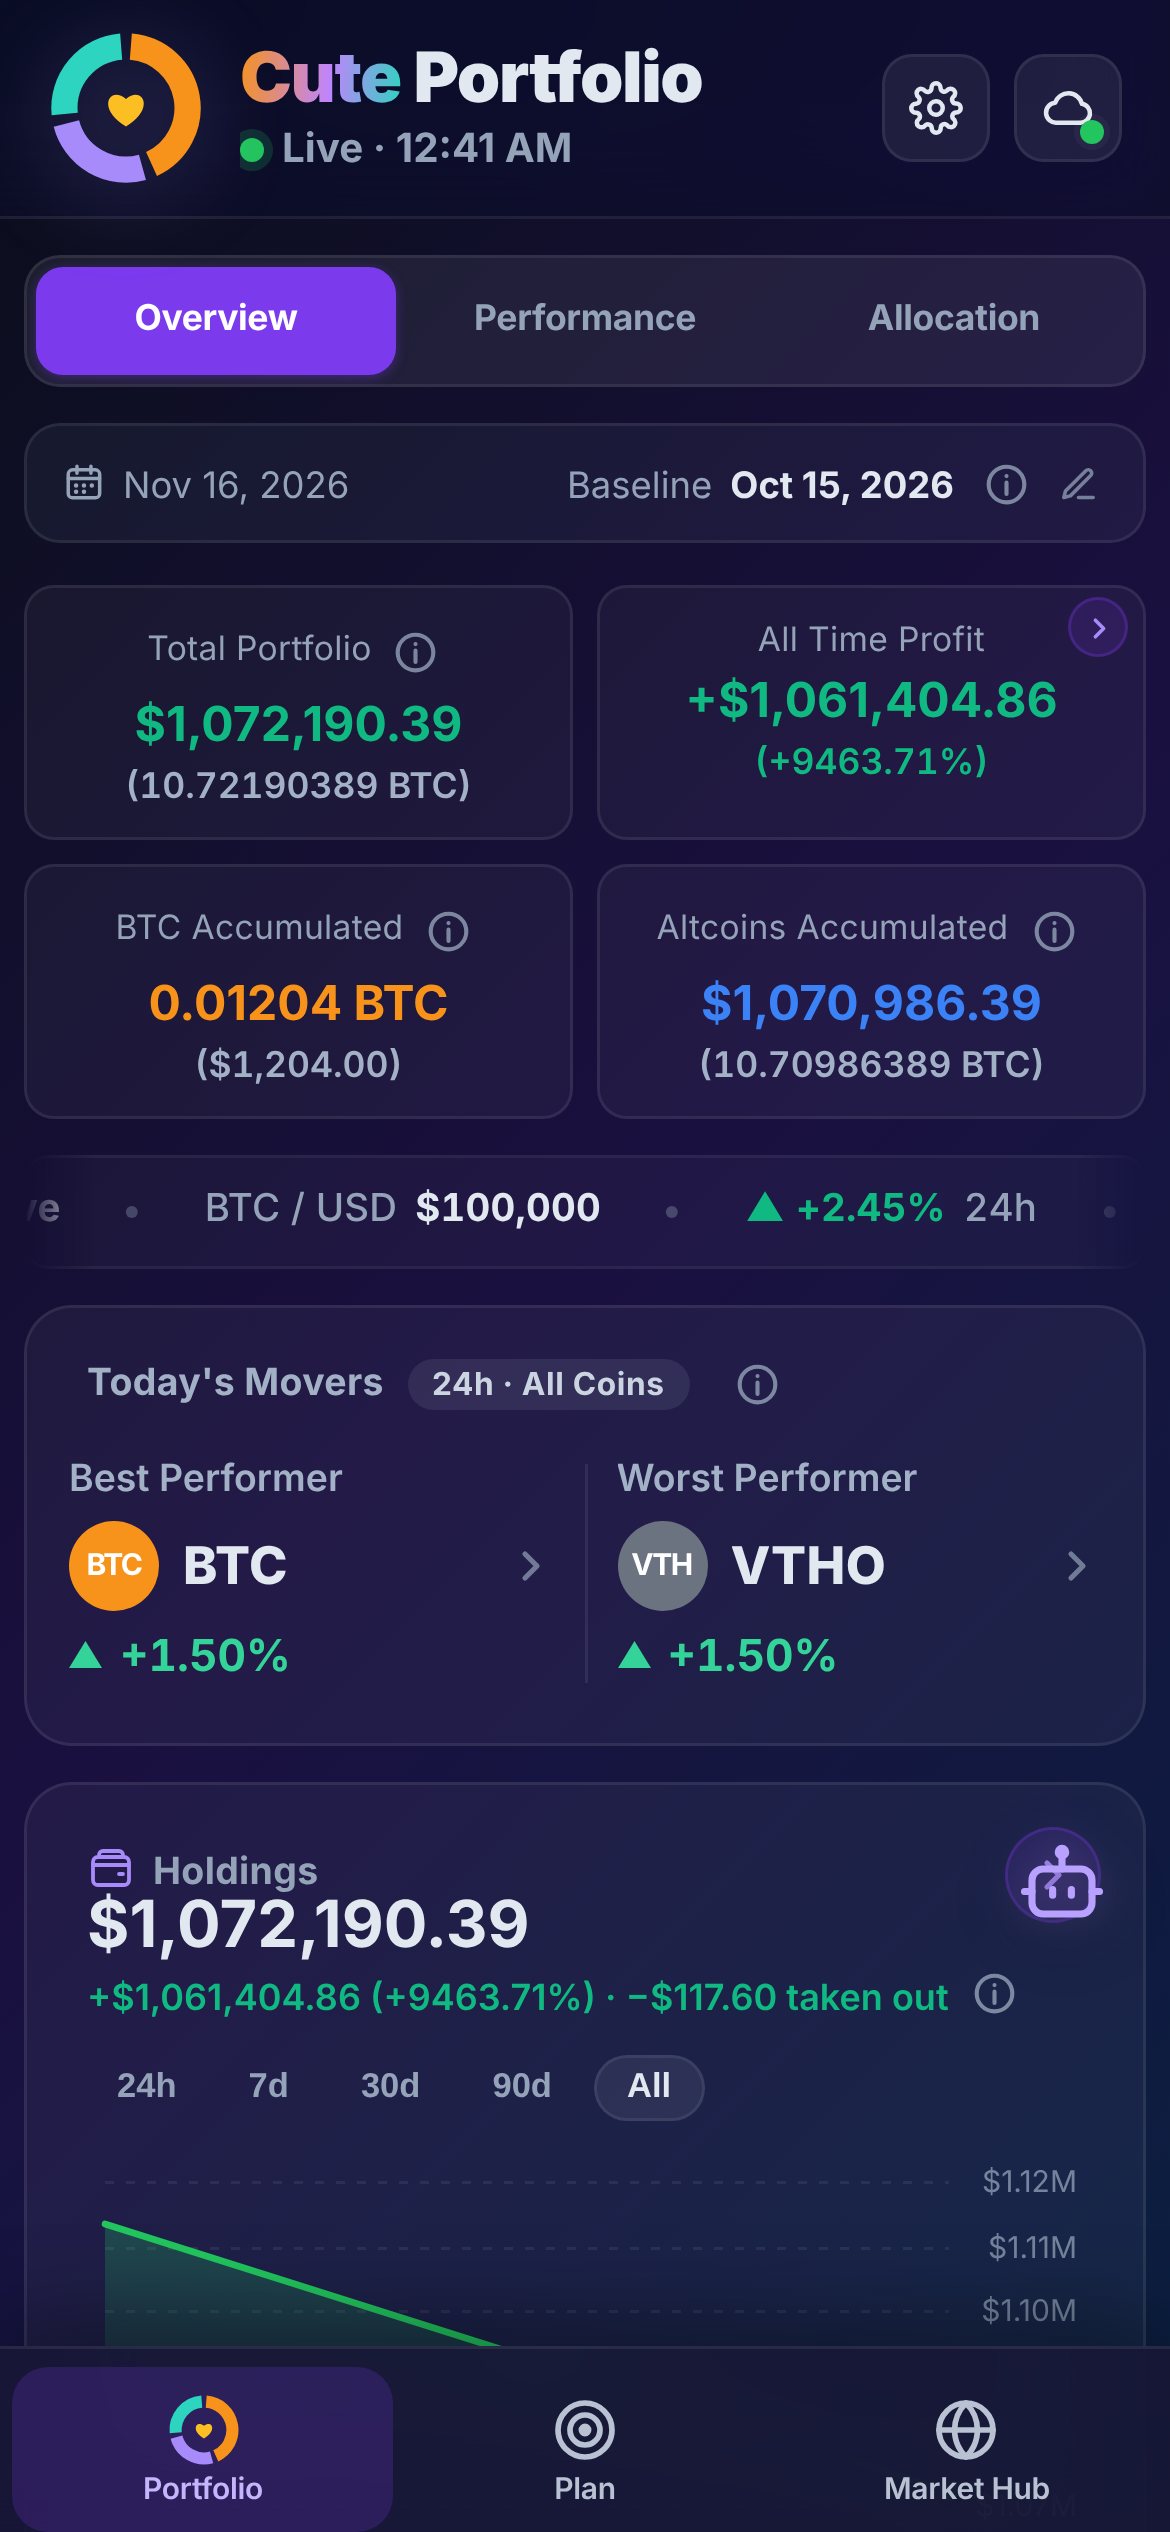 Cute Portfolio
Live · 12:41 AM
Overview Performance Allocation
Nov 16, 2026 Baseline Oct 15, 2026
Total Portfolio
$1,072,190.39
(10.72190389 BTC)
All Time Profit
+$1,061,404.86
(+9463.71%)
BTC Accumulated
0.01204 BTC
($1,204.00)
Altcoins Accumulated
$1,070,986.39
(10.70986389 BTC)
BTC / USD $100,000 • ▲ +2.45% 24h
Today's Movers 24h · All Coins
Best Performer
BTC BTC
▲ +1.50%
Worst Performer
VTH VTHO
▲ +1.50%
Holdings
$1,072,190.39
+$1,061,404.86 (+9463.71%) · −$117.60 taken out
24h 7d 30d 90d All
$1.12M
$1.11M
$1.10M
$1.07M
Portfolio Plan Market Hub